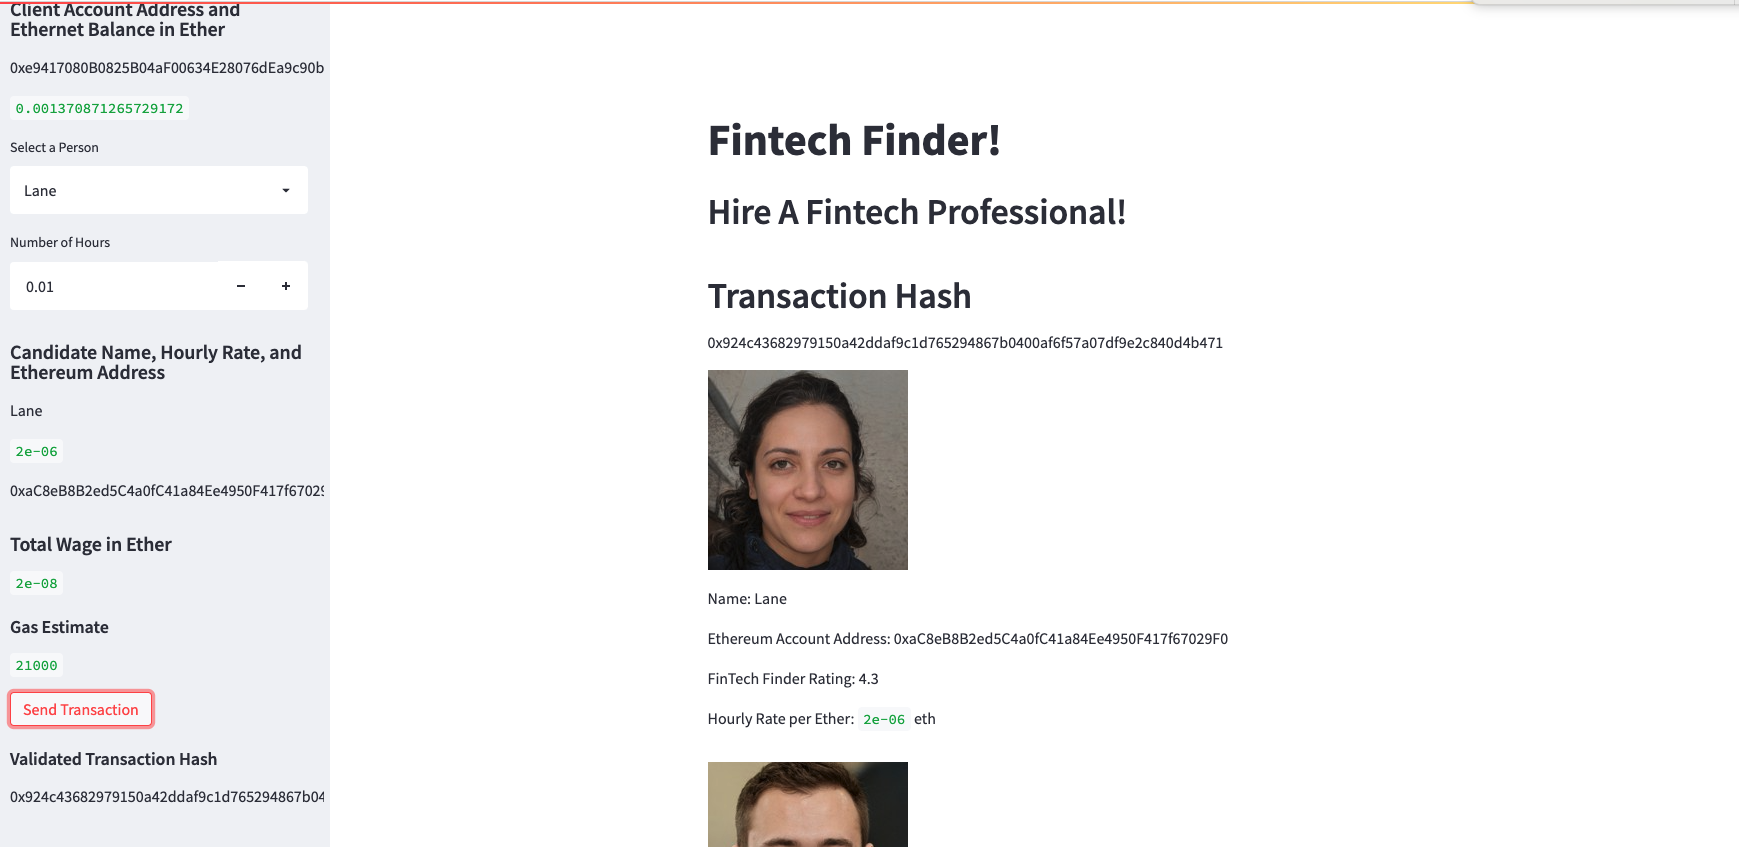 Client Account Address and
Ethernet Balance in Ether
0xe9417080B0825B04aF00634E28076dEa9c90b
0.001370871265729172
Select a Person
Lane
Number of Hours
0.01
Candidate Name, Hourly Rate, and
Ethereum Address
Lane
2e-06
0xaC8eB8B2ed5C4a0fC41a84Ee4950F417f67029
Total Wage in Ether
2e-08
Gas Estimate
21000
Send Transaction
Validated Transaction Hash
0x924c43682979150a42ddaf9c1d765294867b04
Fintech Finder!
Hire A Fintech Professional!
Transaction Hash
0x924c43682979150a42ddaf9c1d765294867b0400af6f57a07df9e2c840d4b471
Name: Lane
Ethereum Account Address: 0xaC8eB8B2ed5C4a0fC41a84Ee4950F417f67029F0
FinTech Finder Rating: 4.3
Hourly Rate per Ether: 2e-06 eth